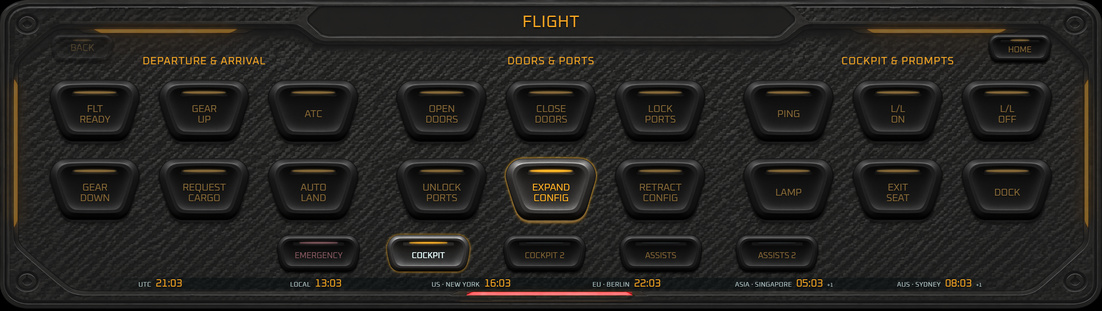 FLIGHT
BACK
HOME
DEPARTURE & ARRIVAL
DOORS & PORTS
COCKPIT & PROMPTS
FLT
READY
GEAR
UP
ATC
OPEN
DOORS
CLOSE
DOORS
LOCK
PORTS
PING
L/L
ON
L/L
OFF
GEAR
DOWN
REQUEST
CARGO
AUTO
LAND
UNLOCK
PORTS
EXPAND
CONFIG
RETRACT
CONFIG
LAMP
EXIT
SEAT
DOCK
EMERGENCY
COCKPIT
COCKPIT 2
ASSISTS
ASSISTS 2
UTC 21:03
LOCAL 13:03
US · NEW YORK 16:03
EU · BERLIN 22:03
ASIA · SINGAPORE 05:03 +1
AUS · SYDNEY 08:03 +1